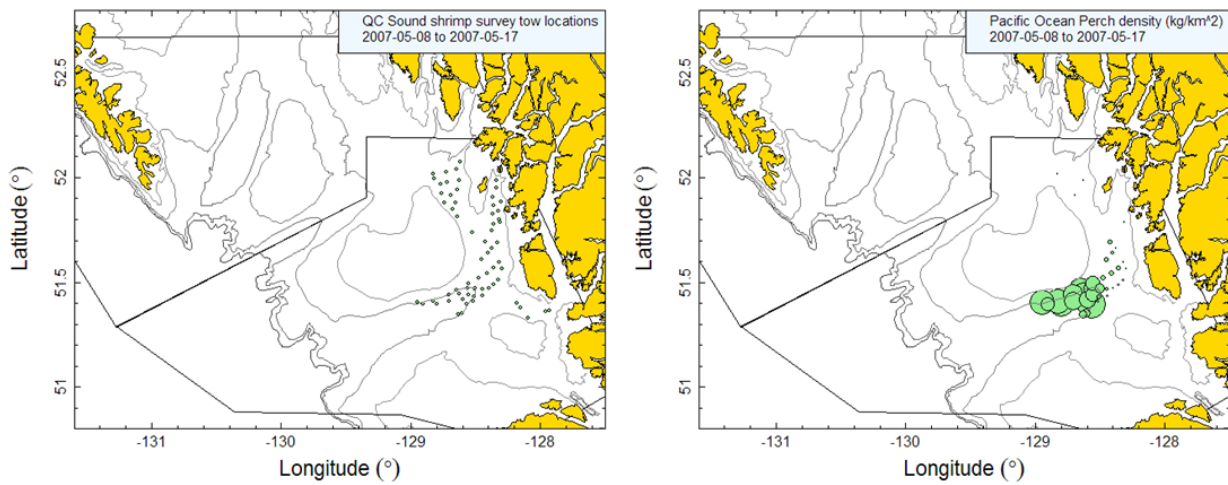 QC Sound shrimp survey tow locations
2007-05-08 to 2007-05-17
Latitude (°)
52.5
52
51.5
51
-131
-130
-129
-128
Longitude (°)
Pacific Ocean Perch density (kg/km^2)
2007-05-08 to 2007-05-17
Latitude (°)
52.5
52
51.5
51
-131
-130
-129
-128
Longitude (°)